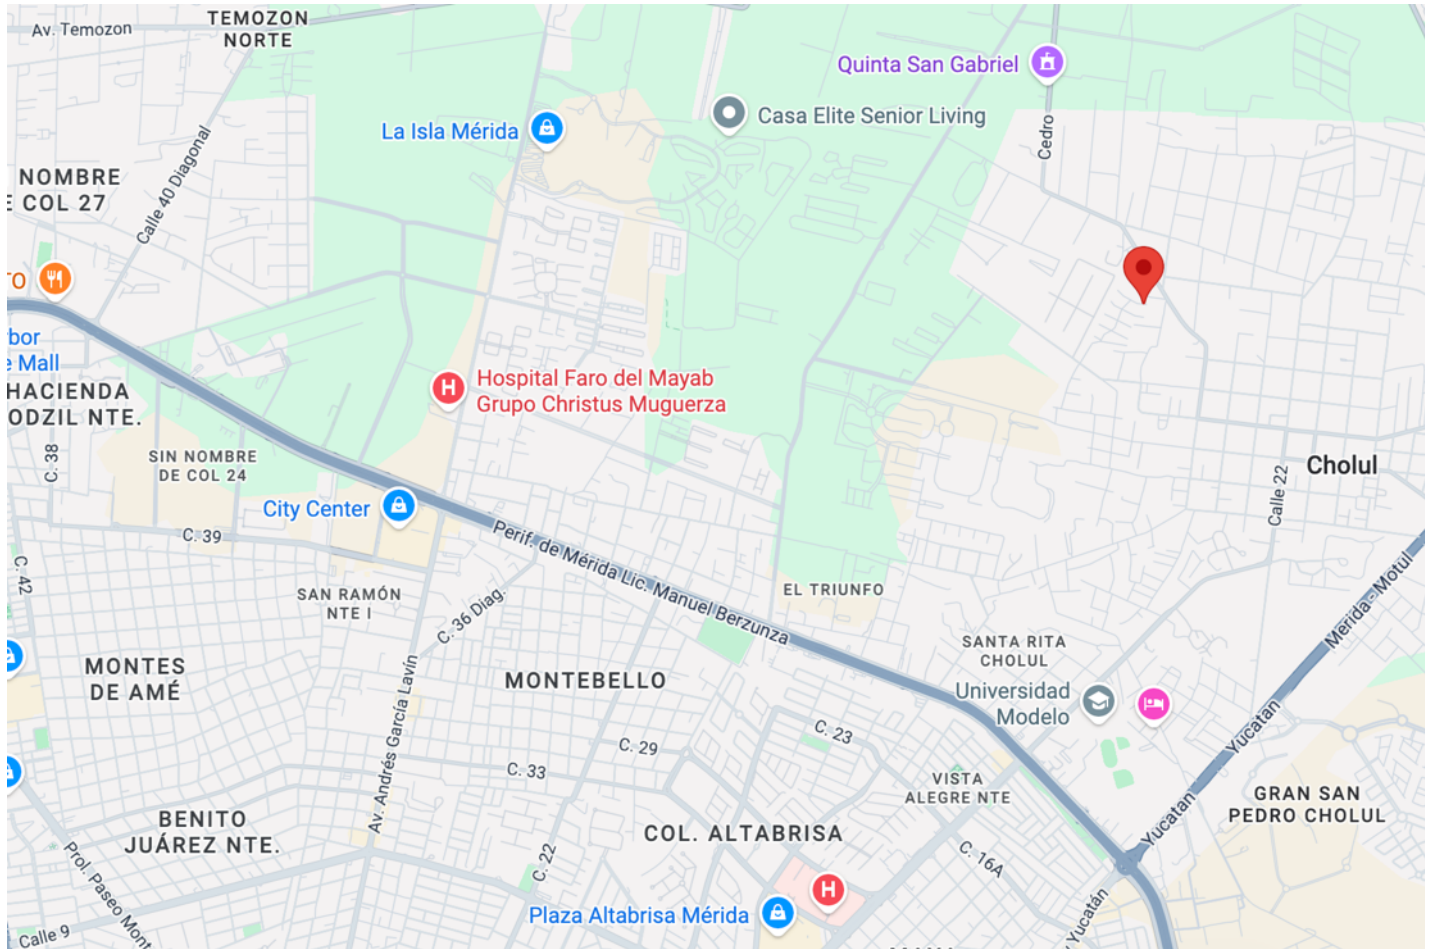 TEMOZON
NORTE
Av. Temozon
Quinta San Gabriel
Casa Elite Senior Living
La Isla Mérida
Cedro
NOMBRE
COL 27
Calle 40 Diagonal
Mall
HACIENDA
ODZIL NTE.
Hospital Faro del Mayab
Grupo Christus Muguerza
C. 38
SIN NOMBRE
DE COL 24
Cholul
Calle 22
City Center
C. 39
Perif. de Mérida Lic. Manuel Berzunza
C. 42
SAN RAMÓN
NTE I
C. 36 Diag.
EL TRIUNFO
Merida - Motul
SANTA RITA
CHOLUL
MONTES
DE AMÉ
MONTEBELLO
Universidad
Modelo
Av. Andrés García Lavín
C. 23
C. 29
C. 33
Yucatan
VISTA
ALEGRE NTE
GRAN SAN
PEDRO CHOLUL
Yucatan
BENITO
JUÁREZ NTE.
COL. ALTABRISA
C. 22
C. 16A
Prol. Paseo Mont
Plaza Altabrisa Mérida
Yucatán
Calle 9